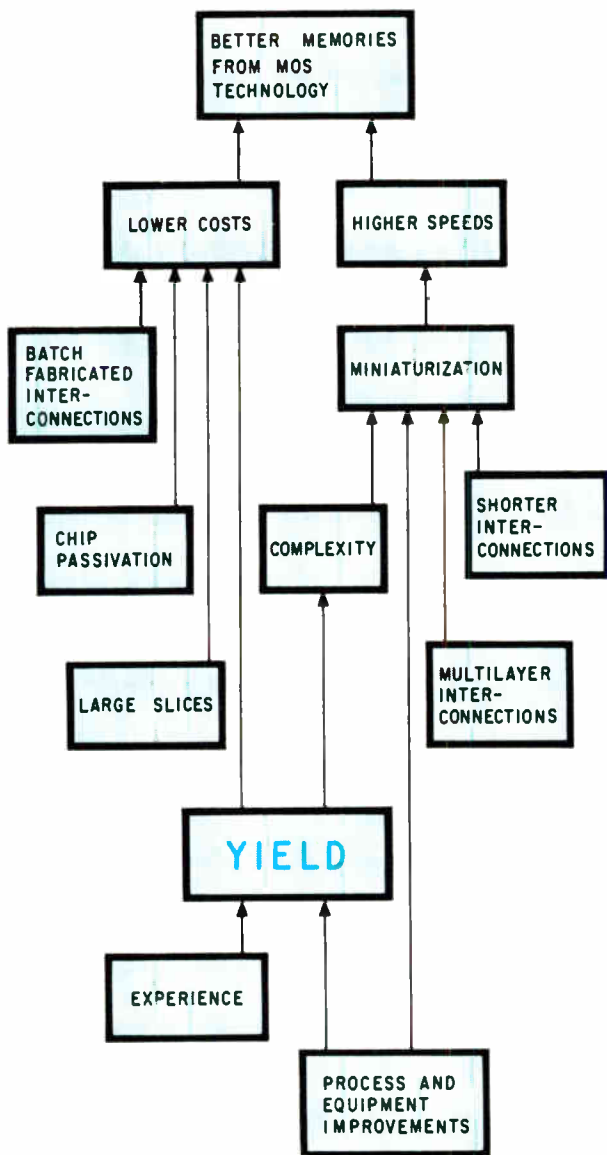 BETTER MEMORIES
FROM MOS
TECHNOLOGY
LOWER COSTS
HIGHER SPEEDS
BATCH
FABRICATED
INTER-
CONNECTIONS
MINIATURIZATION
CHIP
PASSIVATION
COMPLEXITY
SHORTER
INTER-
CONNECTIONS
LARGE SLICES
MULTILAYER
INTER-
CONNECTIONS
YIELD
EXPERIENCE
PROCESS AND
EQUIPMENT
IMPROVEMENTS